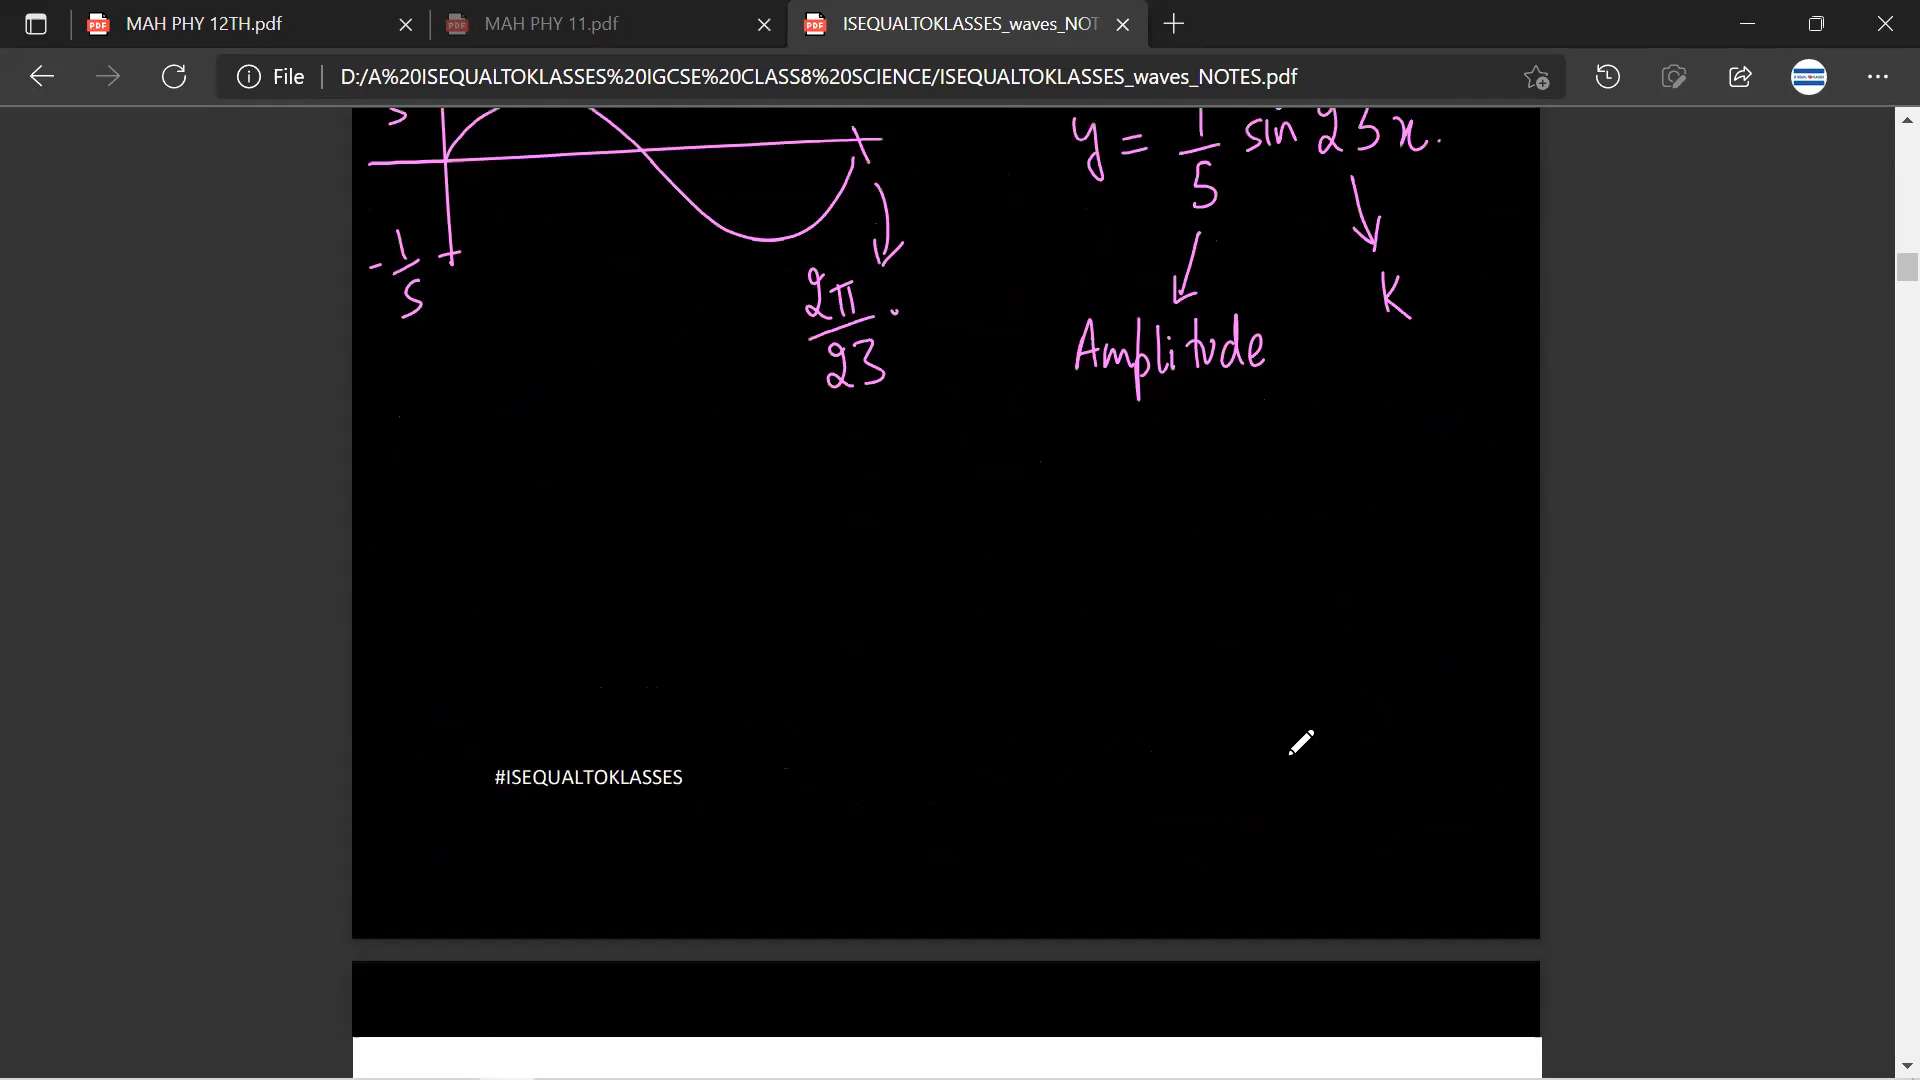 MAH PHY 12TH.pdf
MAH PHY 11.pdf
ISEQUALTOKLASSES_waves_NOT
File
D:/A%20ISEQUALTOKLASSES%20IGCSE%20CLASS8%20SCIENCE/ISEQUALTOKLASSES_waves_NOTES.pdf
5
y = 1/5 sin 23x.
-1/5
2π/23.
K
Amplitude
#ISEQUALTOKLASSES